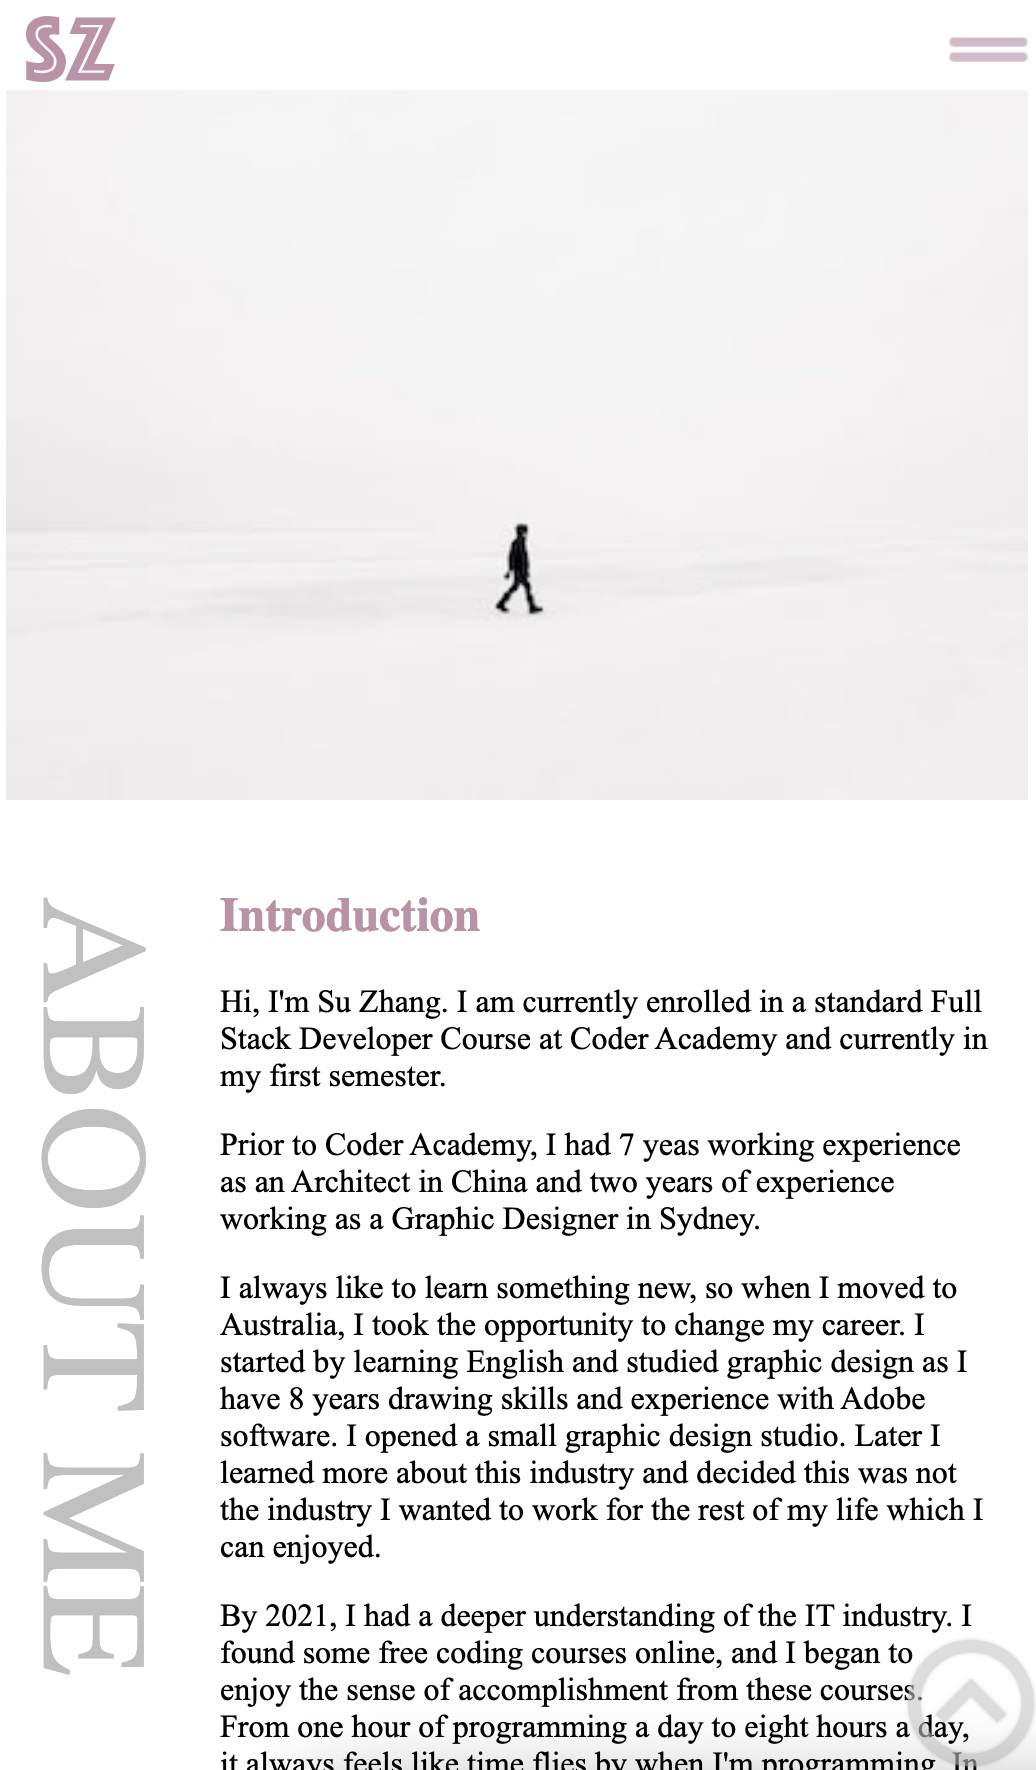 SZ
ABOUT ME
Introduction
Hi, I'm Su Zhang. I am currently enrolled in a standard Full
Stack Developer Course at Coder Academy and currently in
my first semester.
Prior to Coder Academy, I had 7 yeas working experience
as an Architect in China and two years of experience
working as a Graphic Designer in Sydney.
I always like to learn something new, so when I moved to
Australia, I took the opportunity to change my career. I
started by learning English and studied graphic design as I
have 8 years drawing skills and experience with Adobe
software. I opened a small graphic design studio. Later I
learned more about this industry and decided this was not
the industry I wanted to work for the rest of my life which I
can enjoyed.
By 2021, I had a deeper understanding of the IT industry. I
found some free coding courses online, and I began to
enjoy the sense of accomplishment from these courses.
From one hour of programming a day to eight hours a day,
it always feels like time flies by when I'm programming. In